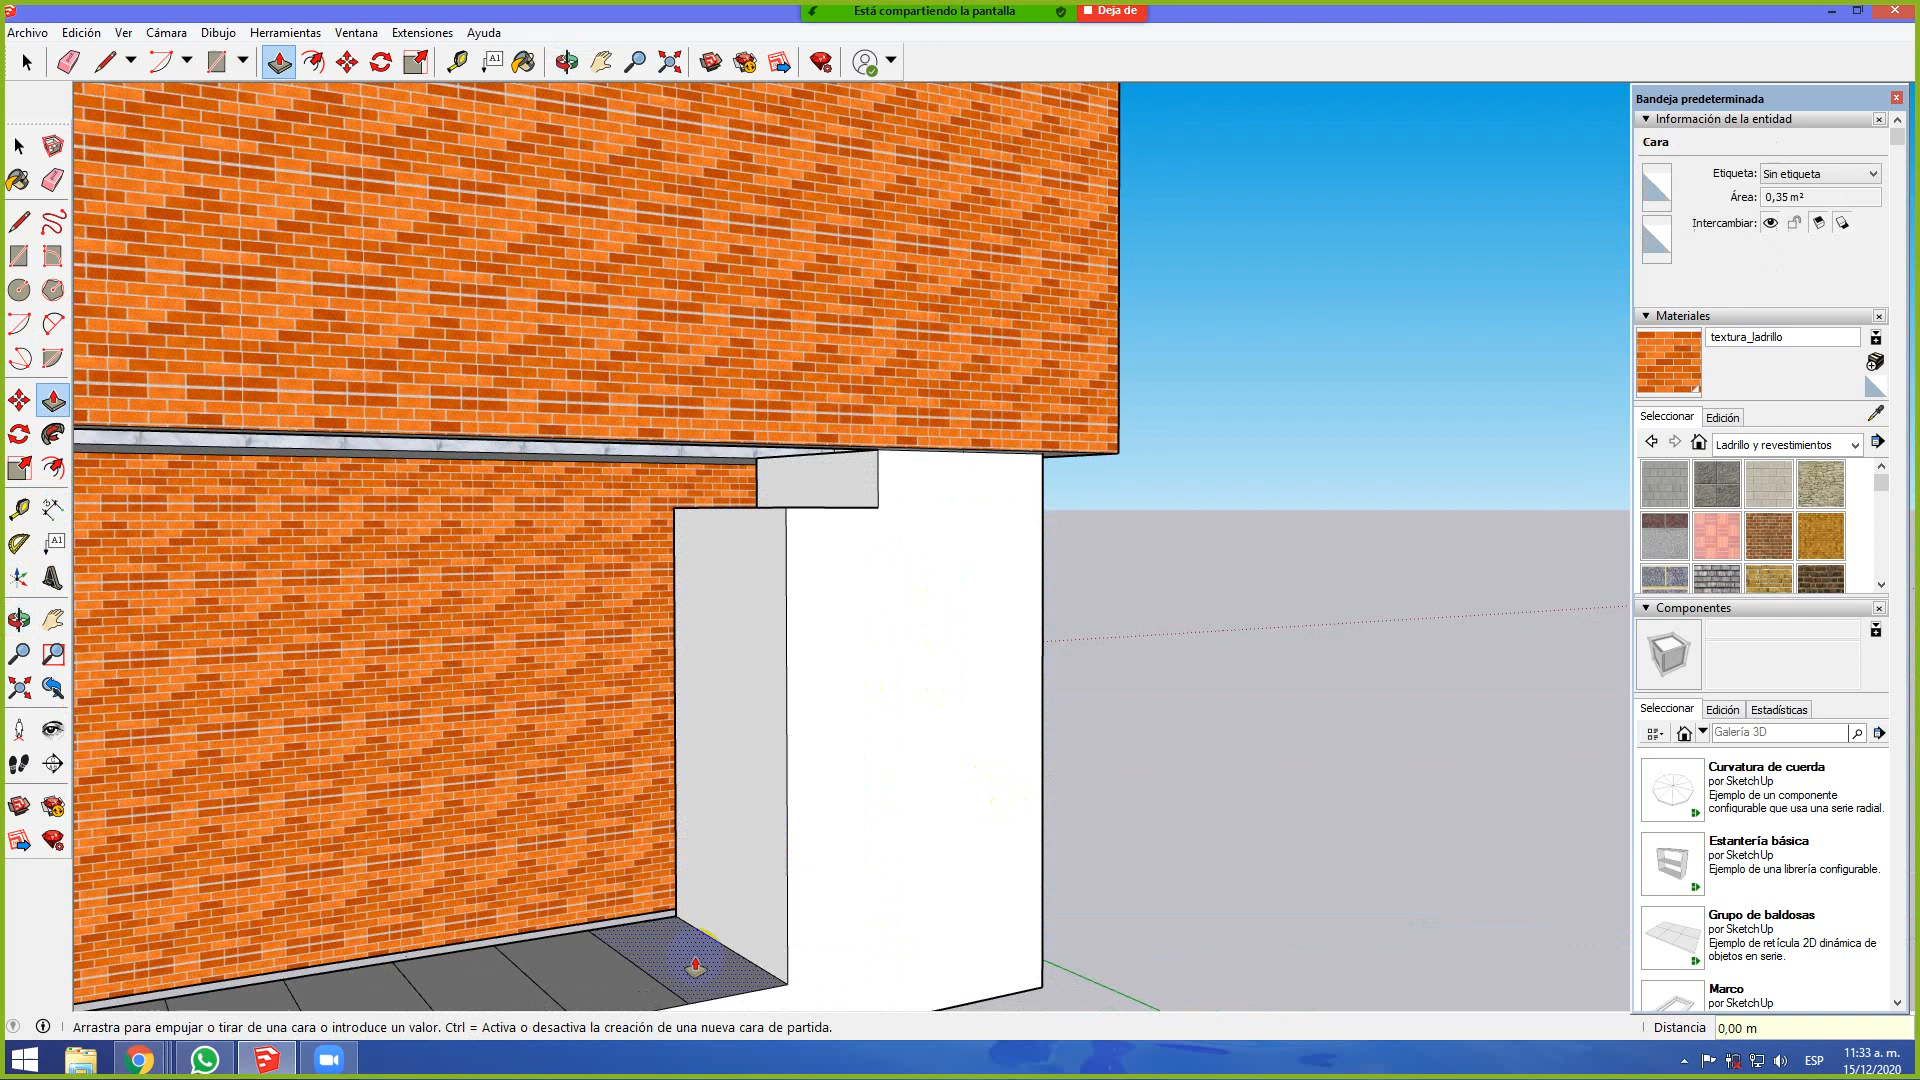 Está compartiendo la pantalla
Deja de
Archivo Edición Ver Cámara Dibujo Herramientas Ventana Extensiones Ayuda
A1
Bandeja predeterminada
Información de la entidad
Cara
Etiqueta: Sin etiqueta
Área: 0,35 m²
Intercambiar:
Materiales
textura_ladrillo
Seleccionar Edición
Ladrillo y revestimientos
A1
Componentes
Seleccionar Edición Estadísticas
Galería 3D
Curvatura de cuerda
por SketchUp
Ejemplo de un componente
configurable que usa una serie radial.
Estantería básica
por SketchUp
Ejemplo de una librería configurable.
Grupo de baldosas
por SketchUp
Ejemplo de retícula 2D dinámica de
objetos en serie.
Marco
por SketchUp
Arrastra para empujar o tirar de una cara o introduce un valor. Ctrl = Activa o desactiva la creación de una nueva cara de partida.
Distancia 0,00 m
ESP
11:33 a. m.
15/12/2020